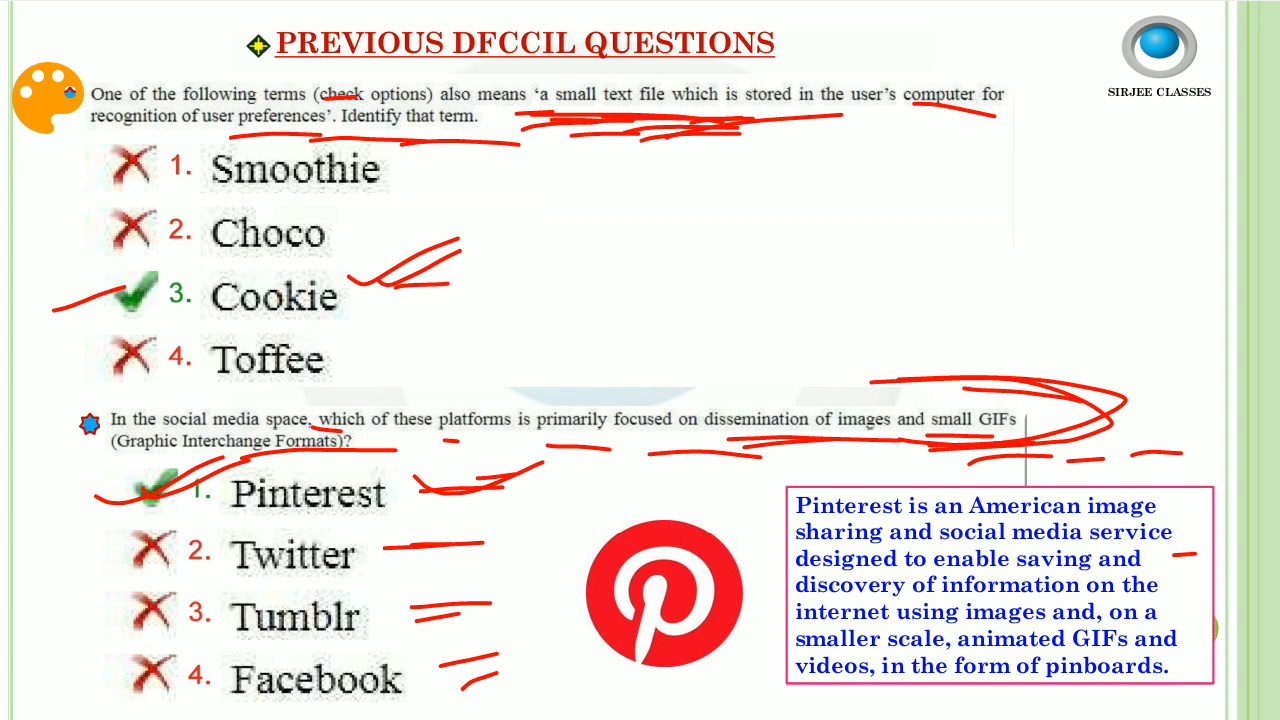 PREVIOUS DFCCIL QUESTIONS
SIRJEE CLASSES
One of the following terms (check options) also means ‘a small text file which is stored in the user’s computer for
recognition of user preferences’. Identify that term.
1. Smoothie
2. Choco
3. Cookie
4. Toffee
In the social media space, which of these platforms is primarily focused on dissemination of images and small GIFs
(Graphic Interchange Formats)?
1. Pinterest
2. Twitter
3. Tumblr
4. Facebook
Pinterest is an American image
sharing and social media service
designed to enable saving and
discovery of information on the
internet using images and, on a
smaller scale, animated GIFs and
videos, in the form of pinboards.